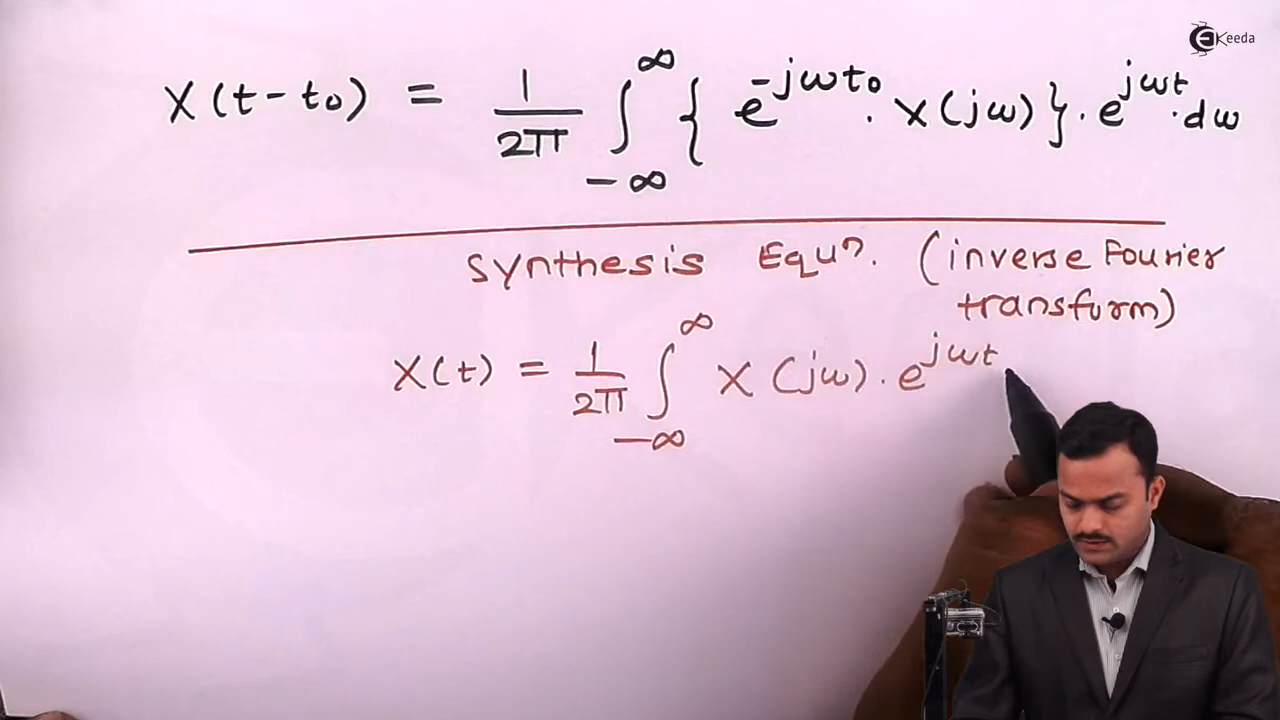 Keeda
x(t-t₀) = 1/2π ∫_{-∞}^{∞} { e^{-jωt₀} . x(jω) } . e^{jωt} . dω
synthesis Equⁿ. (inverse Fourier
transform)
x(t) = 1/2π ∫_{-∞}^{∞} x(jω) . e^{jωt}